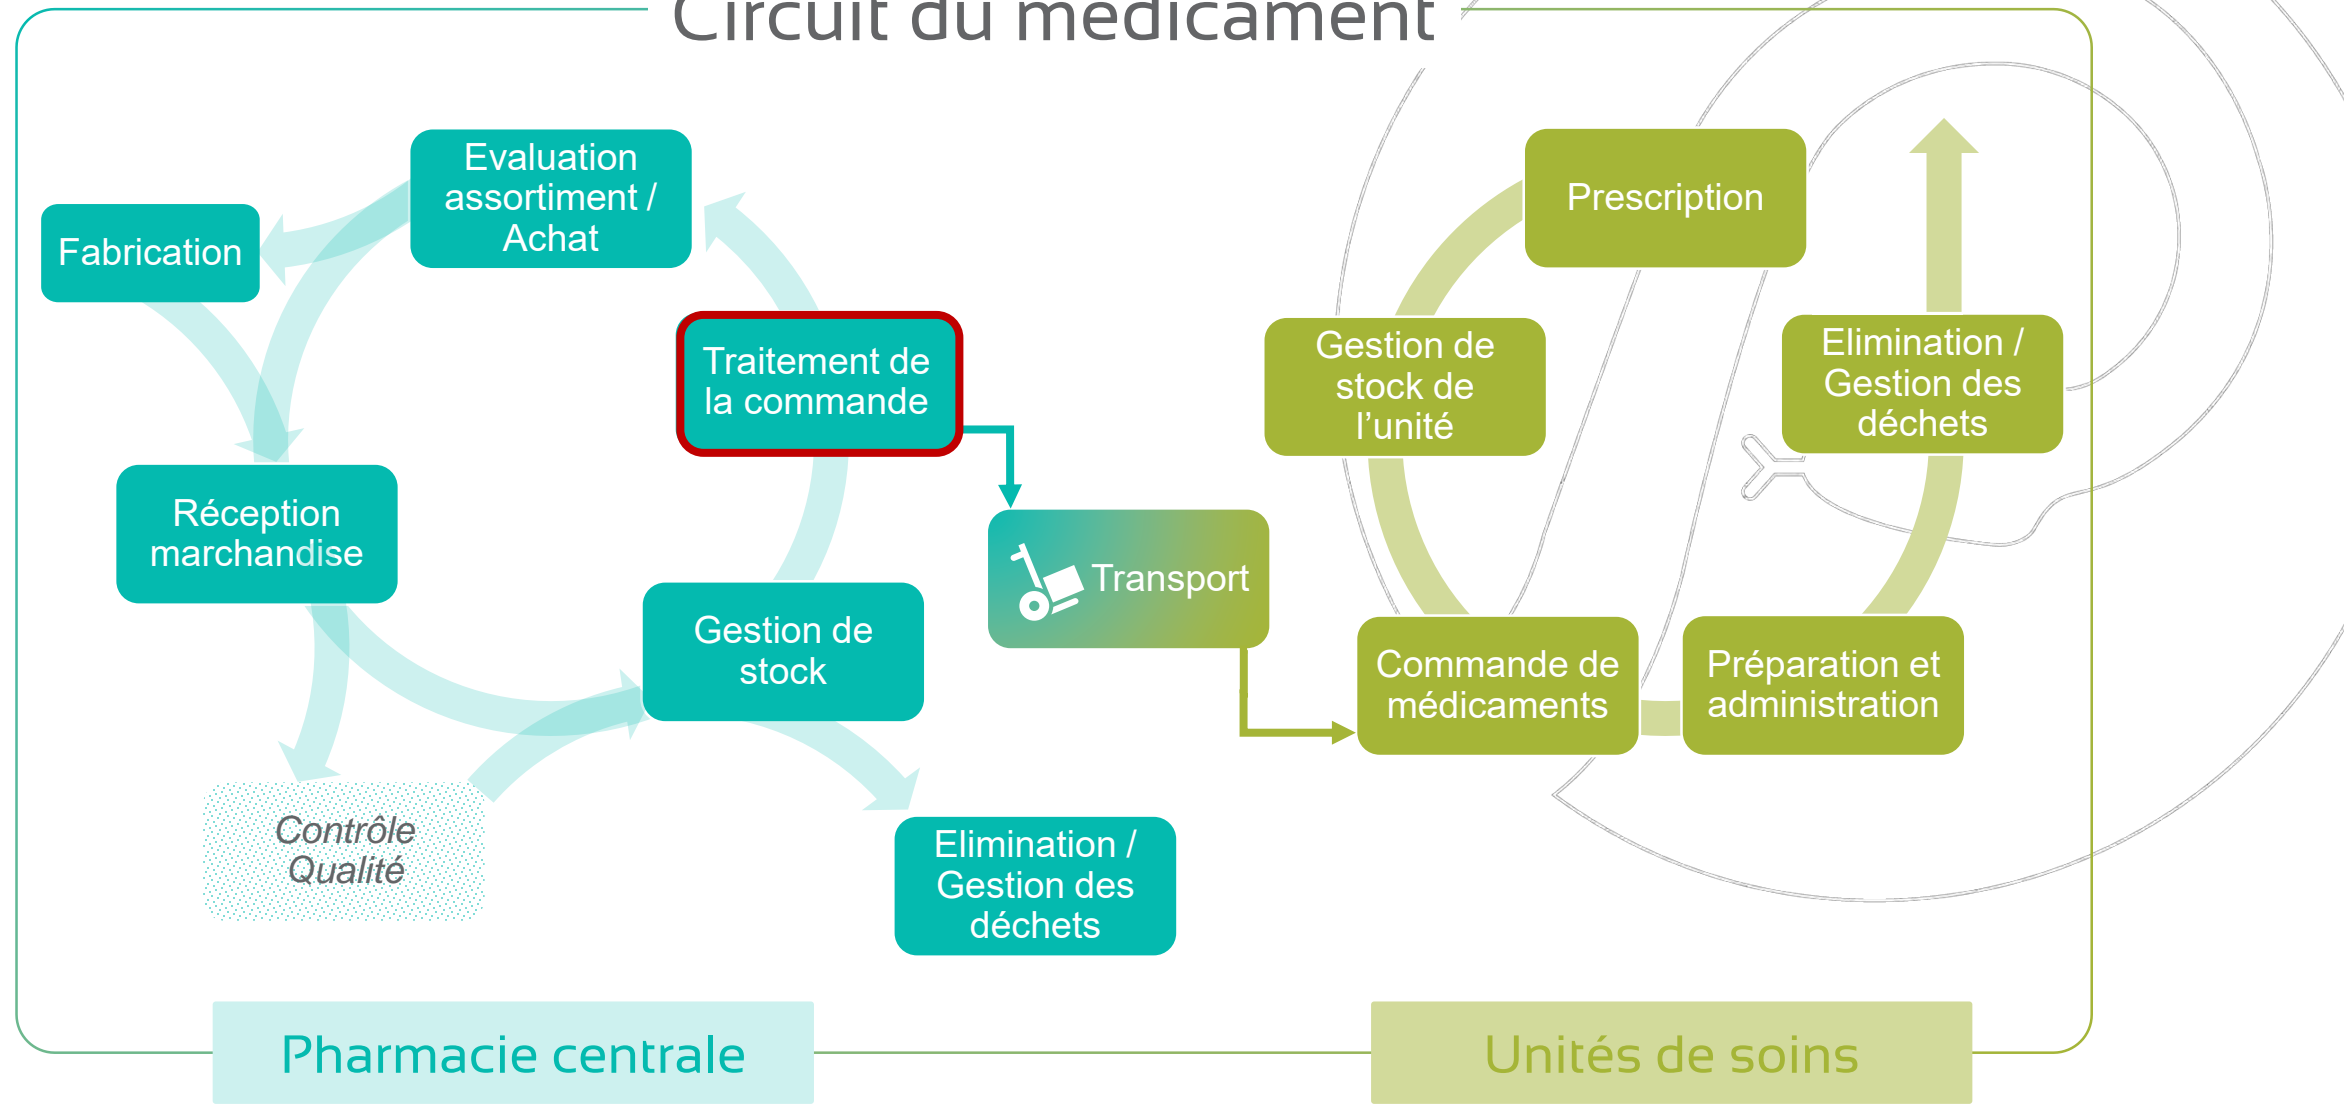 Circuit du médicament
Evaluation
assortiment /
Achat
Fabrication
Traitement de
la commande
Réception
marchandise
Gestion de
stock
Contrôle
Qualité
Elimination /
Gestion des
déchets
Transport
Prescription
Gestion de
stock de
l’unité
Elimination /
Gestion des
déchets
Commande de
médicaments
Préparation et
administration
Pharmacie centrale
Unités de soins